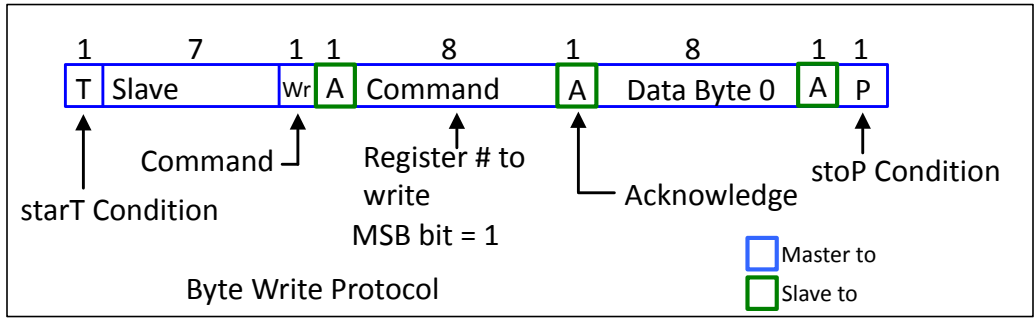 1 7 1 1 8 1 8 1 1
T Slave Wr A Command A Data Byte 0 A P
Command
Register # to
write
MSB bit = 1
Acknowledge
stoP Condition
starT Condition
Master to
Slave to
Byte Write Protocol